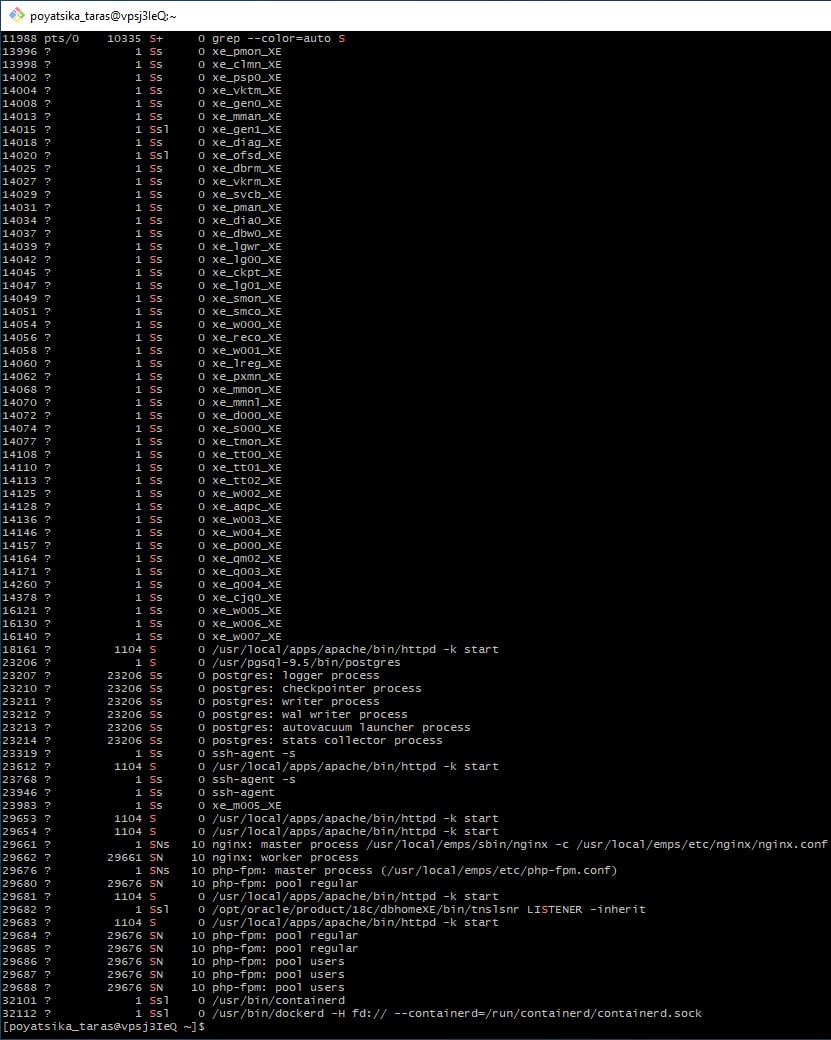 poyatsika_taras@vpsj3IeQ:~
11988 pts/0 10335 S+ 0 grep --color=auto S
13996 ? 1 Ss 0 xe_pmon_XE
13998 ? 1 Ss 0 xe_clmn_XE
14002 ? 1 Ss 0 xe_psp0_XE
14004 ? 1 Ss 0 xe_vktm_XE
14008 ? 1 Ss 0 xe_gen0_XE
14013 ? 1 Ss 0 xe_mman_XE
14015 ? 1 Ssl 0 xe_gen1_XE
14018 ? 1 Ss 0 xe_diag_XE
14020 ? 1 Ssl 0 xe_ofsd_XE
14025 ? 1 Ss 0 xe_dbrm_XE
14027 ? 1 Ss 0 xe_vkrm_XE
14029 ? 1 Ss 0 xe_svcb_XE
14031 ? 1 Ss 0 xe_pman_XE
14034 ? 1 Ss 0 xe_dia0_XE
14037 ? 1 Ss 0 xe_dbw0_XE
14039 ? 1 Ss 0 xe_lgwr_XE
14042 ? 1 Ss 0 xe_lg00_XE
14045 ? 1 Ss 0 xe_ckpt_XE
14047 ? 1 Ss 0 xe_lg01_XE
14049 ? 1 Ss 0 xe_smon_XE
14051 ? 1 Ss 0 xe_smco_XE
14054 ? 1 Ss 0 xe_w000_XE
14056 ? 1 Ss 0 xe_reco_XE
14058 ? 1 Ss 0 xe_w001_XE
14060 ? 1 Ss 0 xe_lreg_XE
14062 ? 1 Ss 0 xe_pxmn_XE
14068 ? 1 Ss 0 xe_mmon_XE
14070 ? 1 Ss 0 xe_mmnl_XE
14072 ? 1 Ss 0 xe_d000_XE
14074 ? 1 Ss 0 xe_s000_XE
14077 ? 1 Ss 0 xe_tmon_XE
14108 ? 1 Ss 0 xe_tt00_XE
14110 ? 1 Ss 0 xe_tt01_XE
14113 ? 1 Ss 0 xe_tt02_XE
14125 ? 1 Ss 0 xe_w002_XE
14128 ? 1 Ss 0 xe_aqpc_XE
14136 ? 1 Ss 0 xe_w003_XE
14146 ? 1 Ss 0 xe_w004_XE
14157 ? 1 Ss 0 xe_p000_XE
14164 ? 1 Ss 0 xe_qm02_XE
14171 ? 1 Ss 0 xe_q003_XE
14260 ? 1 Ss 0 xe_q004_XE
14378 ? 1 Ss 0 xe_cjq0_XE
16121 ? 1 Ss 0 xe_w005_XE
16130 ? 1 Ss 0 xe_w006_XE
16140 ? 1 Ss 0 xe_w007_XE
18161 ? 1104 S 0 /usr/local/apps/apache/bin/httpd -k start
23206 ? 1 S 0 /usr/pgsql-9.5/bin/postgres
23207 ? 23206 Ss 0 postgres: logger process
23210 ? 23206 Ss 0 postgres: checkpointer process
23211 ? 23206 Ss 0 postgres: writer process
23212 ? 23206 Ss 0 postgres: wal writer process
23213 ? 23206 Ss 0 postgres: autovacuum launcher process
23214 ? 23206 Ss 0 postgres: stats collector process
23319 ? 1 Ss 0 ssh-agent -s
23612 ? 1104 S 0 /usr/local/apps/apache/bin/httpd -k start
23768 ? 1 Ss 0 ssh-agent -s
23946 ? 1 Ss 0 ssh-agent
23983 ? 1 Ss 0 xe_m005_XE
29653 ? 1104 S 0 /usr/local/apps/apache/bin/httpd -k start
29654 ? 1104 S 0 /usr/local/apps/apache/bin/httpd -k start
29661 ? 1 SNs 10 nginx: master process /usr/local/emps/sbin/nginx -c /usr/local/emps/etc/nginx/nginx.conf
29662 ? 29661 SN 10 nginx: worker process
29676 ? 1 SNs 10 php-fpm: master process (/usr/local/emps/etc/php-fpm.conf)
29680 ? 29676 SN 10 php-fpm: pool regular
29681 ? 1104 S 0 /usr/local/apps/apache/bin/httpd -k start
29682 ? 1 Ssl 0 /opt/oracle/product/18c/dbhomeXE/bin/tnslsnr LISTENER -inherit
29683 ? 1104 S 0 /usr/local/apps/apache/bin/httpd -k start
29684 ? 29676 SN 10 php-fpm: pool regular
29685 ? 29676 SN 10 php-fpm: pool regular
29686 ? 29676 SN 10 php-fpm: pool users
29687 ? 29676 SN 10 php-fpm: pool users
29688 ? 29676 SN 10 php-fpm: pool users
32101 ? 1 Ssl 0 /usr/bin/containerd
32112 ? 1 Ssl 0 /usr/bin/dockerd -H fd:// --containerd=/run/containerd/containerd.sock
[poyatsika_taras@vpsj3IeQ ~]$